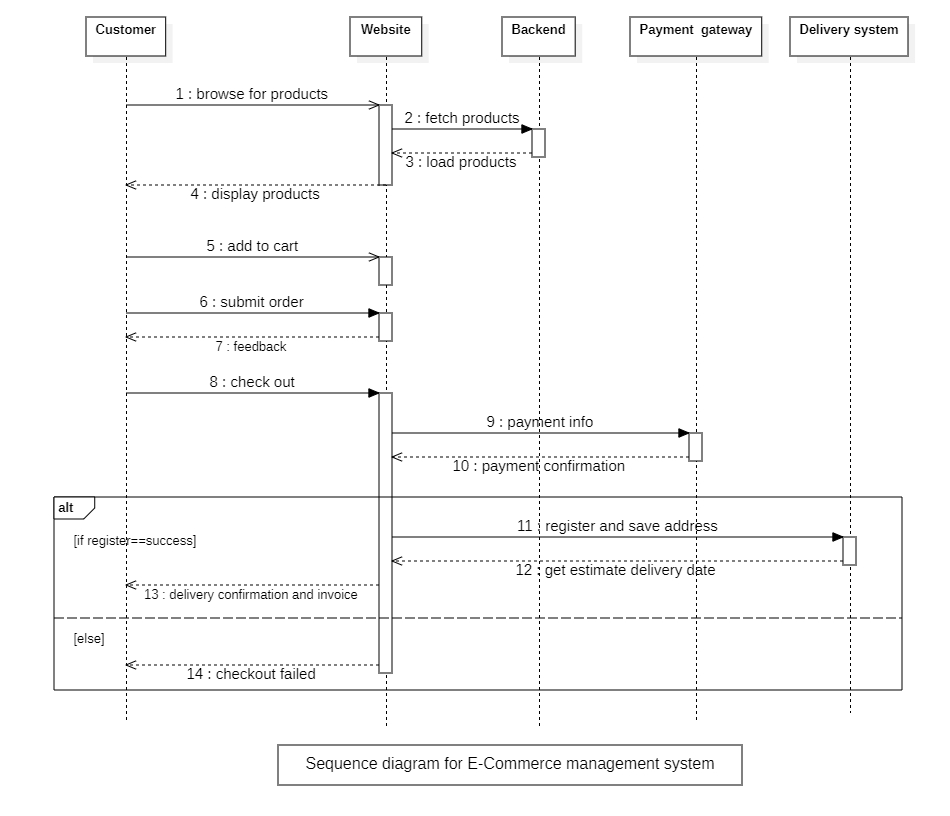 Customer
Website
Backend
Payment  gateway
Delivery system
1 : browse for products
2 : fetch products
3 : load products
4 : display products
5 : add to cart
6 : submit order
7 : feedback
8 : check out
9 : payment info
10 : payment confirmation
alt
11 : register and save address
[if register==success]
12 : get estimate delivery date
13 : delivery confirmation and invoice
[else]
14 : checkout failed
Sequence diagram for E-Commerce management system